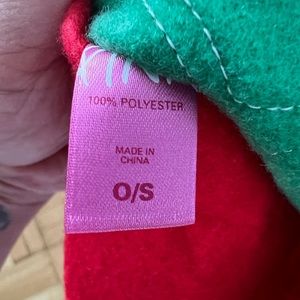 100% POLYESTER
MADE IN
CHINA
O/S